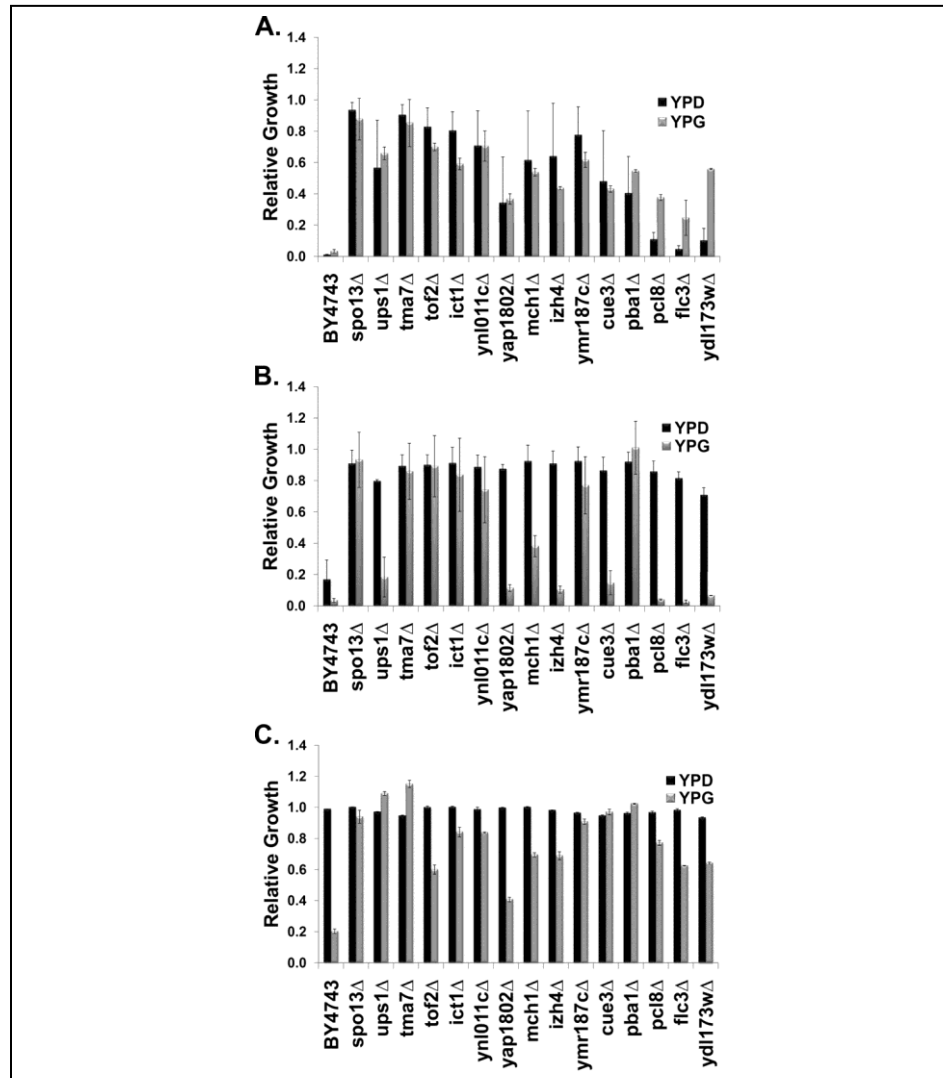 A.
1.4
1.2
1.0
0.8
0.6
0.4
0.2
0.0
Relative Growth
YPD
YPG
BY4743
spo13Δ
ups1Δ
tma7Δ
tof2Δ
ict1Δ
ynl011cΔ
yap1802Δ
mch1Δ
izh4Δ
ymr187cΔ
cue3Δ
pba1Δ
pcl8Δ
flc3Δ
ydl173wΔ
B.
1.4
1.2
1.0
0.8
0.6
0.4
0.2
0.0
Relative Growth
YPD
YPG
BY4743
spo13Δ
ups1Δ
tma7Δ
tof2Δ
ict1Δ
ynl011cΔ
yap1802Δ
mch1Δ
izh4Δ
ymr187cΔ
cue3Δ
pba1Δ
pcl8Δ
flc3Δ
ydl173wΔ
C.
1.4
1.2
1.0
0.8
0.6
0.4
0.2
0.0
Relative Growth
YPD
YPG
BY4743
spo13Δ
ups1Δ
tma7Δ
tof2Δ
ict1Δ
ynl011cΔ
yap1802Δ
mch1Δ
izh4Δ
ymr187cΔ
cue3Δ
pba1Δ
pcl8Δ
flc3Δ
ydl173wΔ